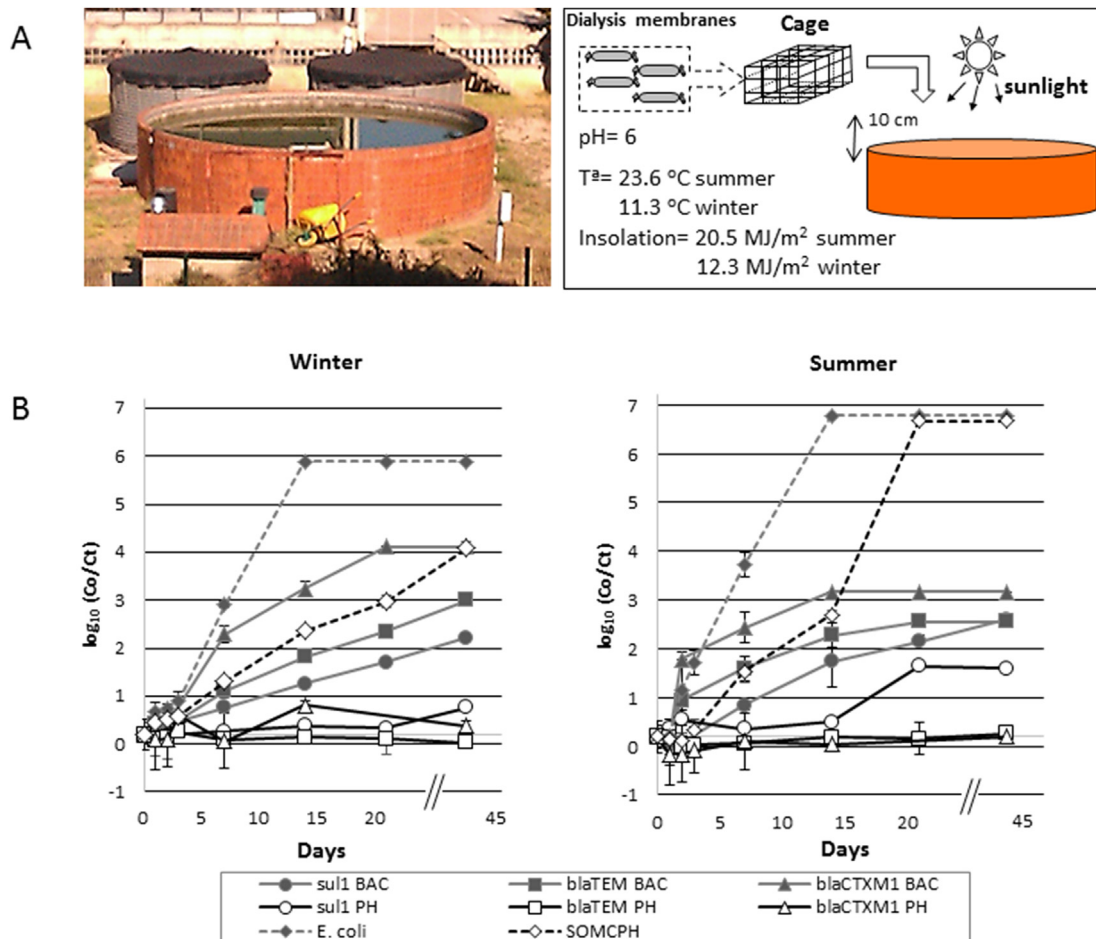 A
Dialysis membranes
Cage
sunlight
10 cm
pH= 6
Tª= 23.6 °C summer
11.3 °C winter
Insolation= 20.5 MJ/m² summer
12.3 MJ/m² winter
B
Winter
7
6
5
4
3
2
1
0
-1
log₁₀ (Co/Ct)
0
5
10
15
20
45
Days
Summer
7
6
5
4
3
2
1
0
-1
log₁₀ (Co/Ct)
0
5
10
15
20
45
Days
sul1 BAC
blaTEM BAC
blaCTXM1 BAC
sul1 PH
blaTEM PH
blaCTXM1 PH
E. coli
SOMCPH